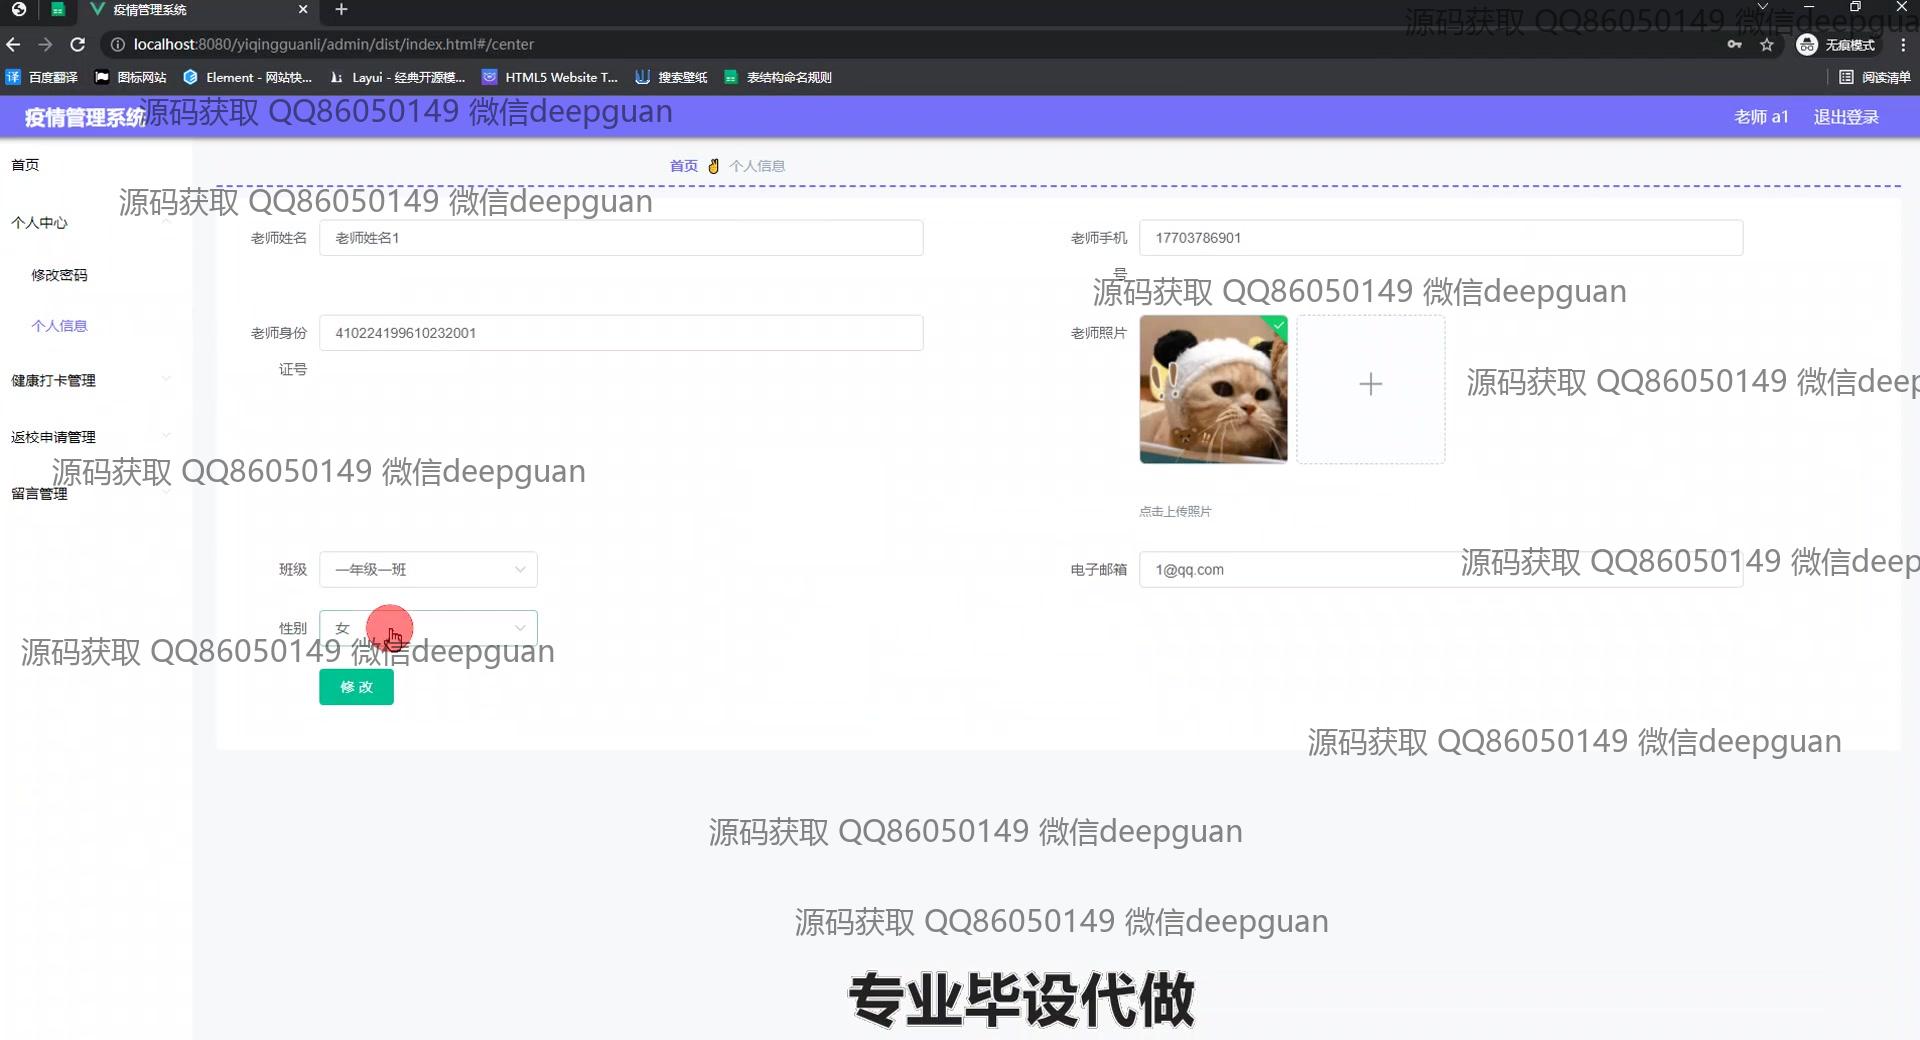 疫情管理系统
localhost:8080/yiqingguanli/admin/dist/index.html#/center
无痕模式
源码获取 QQ86050149 微信deepgua
译 百度翻译
图标网站
Element - 网站快...
Layui - 经典开源模...
HTML5 Website T...
搜索壁纸
表结构命名规则
阅读清单
疫情管理系统
源码获取 QQ86050149 微信deepguan
老师 a1
退出登录
首页
首页
个人信息
源码获取 QQ86050149 微信deepguan
个人中心
老师姓名
老师姓名1
老师手机号
17703786901
修改密码
源码获取 QQ86050149 微信deepguan
个人信息
老师身份证号
410224199610232001
老师照片
健康打卡管理
源码获取 QQ86050149 微信deep
返校申请管理
源码获取 QQ86050149 微信deepguan
留言管理
点击上传照片
班级
一年级一班
电子邮箱
1@qq.com
源码获取 QQ86050149 微信deep
性别
女
源码获取 QQ86050149 微信deepguan
修 改
源码获取 QQ86050149 微信deepguan
源码获取 QQ86050149 微信deepguan
源码获取 QQ86050149 微信deepguan
专业毕设代做